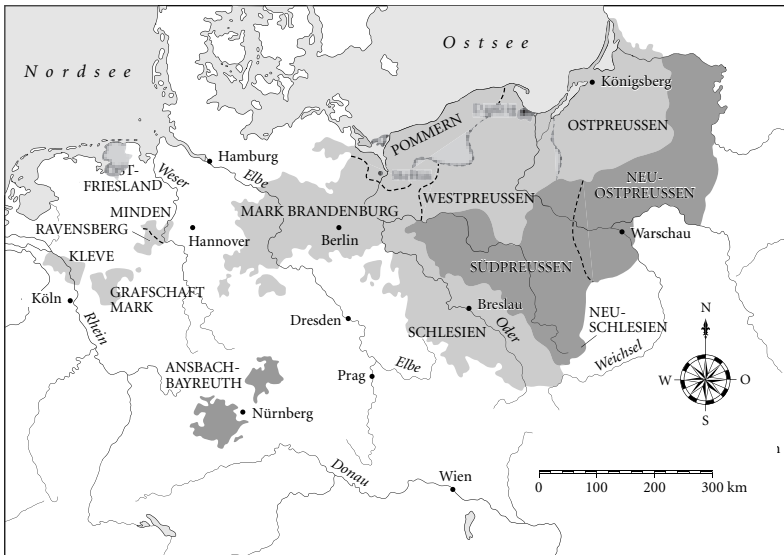 Ostsee
Nordsee
Königsberg
POMMERN
OSTPREUSSEN
Hamburg
Weser
Elbe
FRIESLAND
NEU-
OSTPREUSSEN
MINDEN
MARK BRANDENBURG
WESTPREUSSEN
RAVENSBERG
Hannover
Berlin
Warschau
KLEVE
SÜDPREUSSEN
Köln
GRAFSCHAFT
MARK
Rhein
Breslau
Oder
NEU-
SCHLESIEN
Dresden
SCHLESIEN
Weichsel
N
W
O
S
ANSBACH-
BAYREUTH
Elbe
Prag
Nürnberg
Donau
Wien
0 100 200 300 km